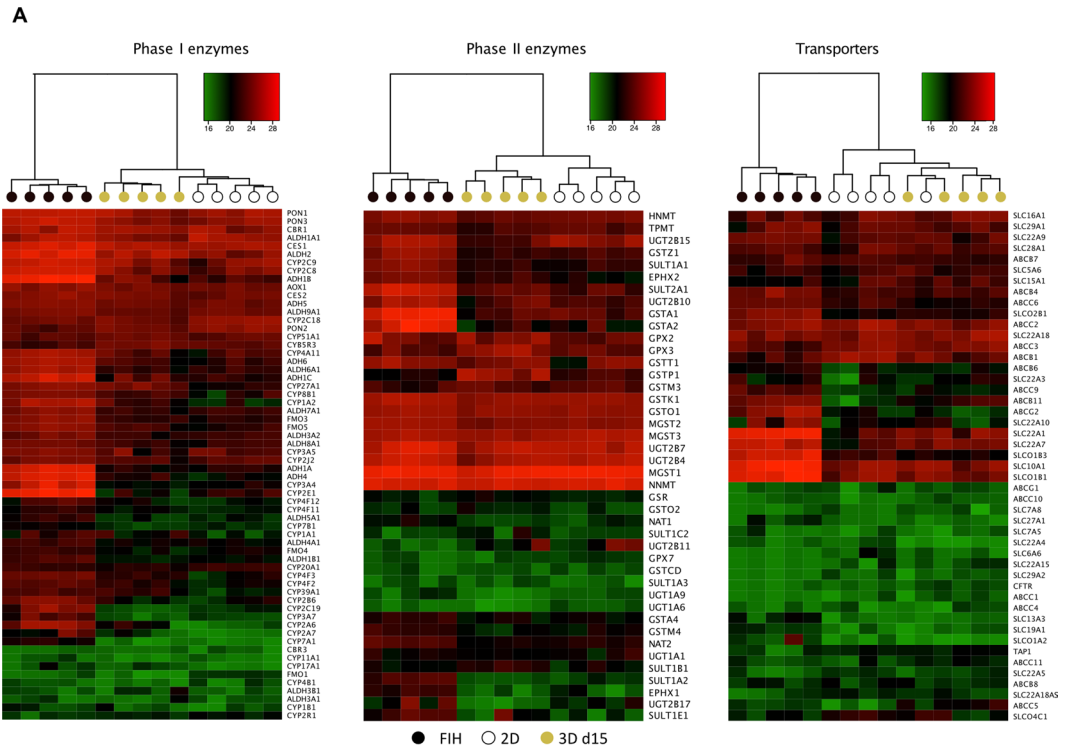 A
Phase I enzymes
16 20 24 28
PON1
PON3
CBR1
ALDH1A1
CES1
ALDH2
CYP2C9
CYP2C8
ADH1B
AOX1
CES2
ADH5
ALDH9A1
CYP2C18
PON2
CYP51A1
CYB5R3
CYP4A11
ADH6
ALDH6A1
ADH1C
CYP27A1
CYP8B1
CYP1A2
ALDH7A1
FMO3
FMO5
ALDH3A2
ALDH8A1
CYP3A5
CYP2J2
ADH1A
ADH4
CYP3A4
CYP2E1
CYP4F12
CYP4F11
ALDH5A1
CYP7B1
CYP1A1
ALDH4A1
FMO4
ALDH1B1
CYP20A1
CYP4F3
CYP4F2
CYP39A1
CYP2B6
CYP2C19
CYP3A7
CYP2A6
CYP2A7
CYP7A1
CBR3
CYP11A1
CYP17A1
FMO1
CYP4B1
ALDH3B1
ALDH3A1
CYP1B1
CYP2R1
Phase II enzymes
16 20 24 28
HNMT
TPMT
UGT2B15
GSTZ1
SULT1A1
EPHX2
SULT2A1
UGT2B10
GSTA1
GSTA2
GPX2
GPX3
GSTT1
GSTP1
GSTM3
GSTK1
GSTO1
MGST2
MGST3
UGT2B7
UGT2B4
MGST1
NNMT
GSR
GSTO2
NAT1
SULT1C2
UGT2B11
GPX7
GSTCD
SULT1A3
UGT1A9
UGT1A6
GSTA4
GSTM4
NAT2
UGT1A1
SULT1B1
SULT1A2
EPHX1
UGT2B17
SULT1E1
Transporters
16 20 24 28
SLC16A1
SLC29A1
SLC22A9
SLC28A1
ABCB7
SLC5A6
SLC15A1
ABCB4
ABCC6
SLCO2B1
ABCC2
SLC22A18
ABCC3
ABCB1
ABCB6
SLC22A3
ABCC9
ABCB11
ABCG2
SLC22A10
SLC22A1
SLC22A7
SLCO1B3
SLC10A1
SLCO1B1
ABCG1
ABCC10
SLC7A8
SLC27A1
SLC7A5
SLC22A4
SLC6A6
SLC22A15
SLC29A2
CFTR
ABCC1
ABCC4
SLC13A3
SLC19A1
SLCO1A2
TAP1
ABCC11
SLC22A5
ABCB8
SLC22A18AS
ABCC5
SLCO4C1
FIH 2D 3D d15